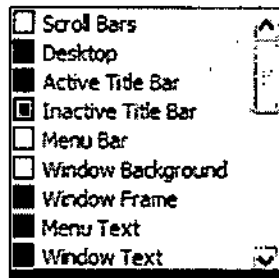 Scroll Bars
Desktop
Active Title Bar
Inactive Title Bar
Menu Bar
Window Background
Window Frame
Menu Text
Window Text